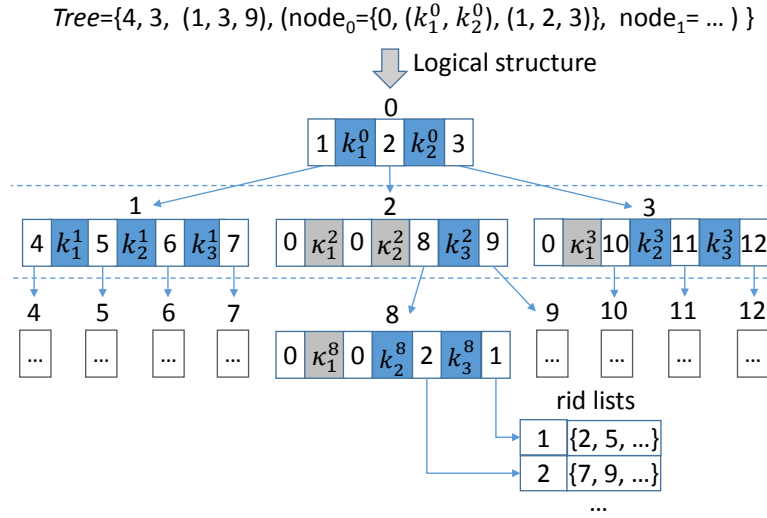 Tree={4, 3, (1, 3, 9), (node₀={0, (k₁⁰, k₂⁰), (1, 2, 3)}, node₁= … ) }
Logical structure
0
1 k₁⁰ 2 k₂⁰ 3
1 2 3
4 k₁¹ 5 k₂¹ 6 k₃¹ 7 0 κ₁² 0 κ₂² 8 k₃² 9 0 κ₁³ 10 k₂³ 11 k₃³ 12
4 5 6 7 8 9 10 11 12
... ... ... ... 0 κ₁⁸ 0 k₂⁸ 2 k₃⁸ 1 ... ... ... ...
rid lists
1 {2, 5, …}
2 {7, 9, …}
...